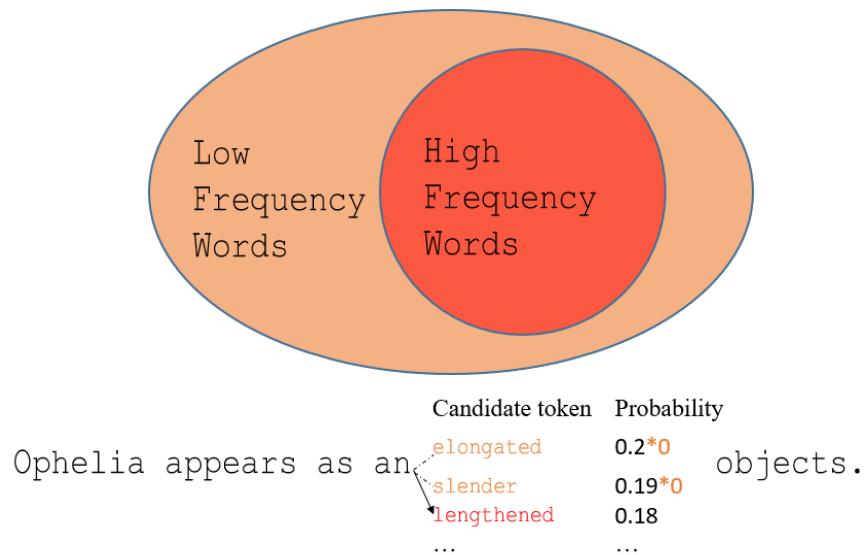 Low
Frequency
Words
High
Frequency
Words
Candidate token Probability
elongated 0.2*0
Ophelia appears as an objects.
slender 0.19*0
lengthened 0.18
... ...